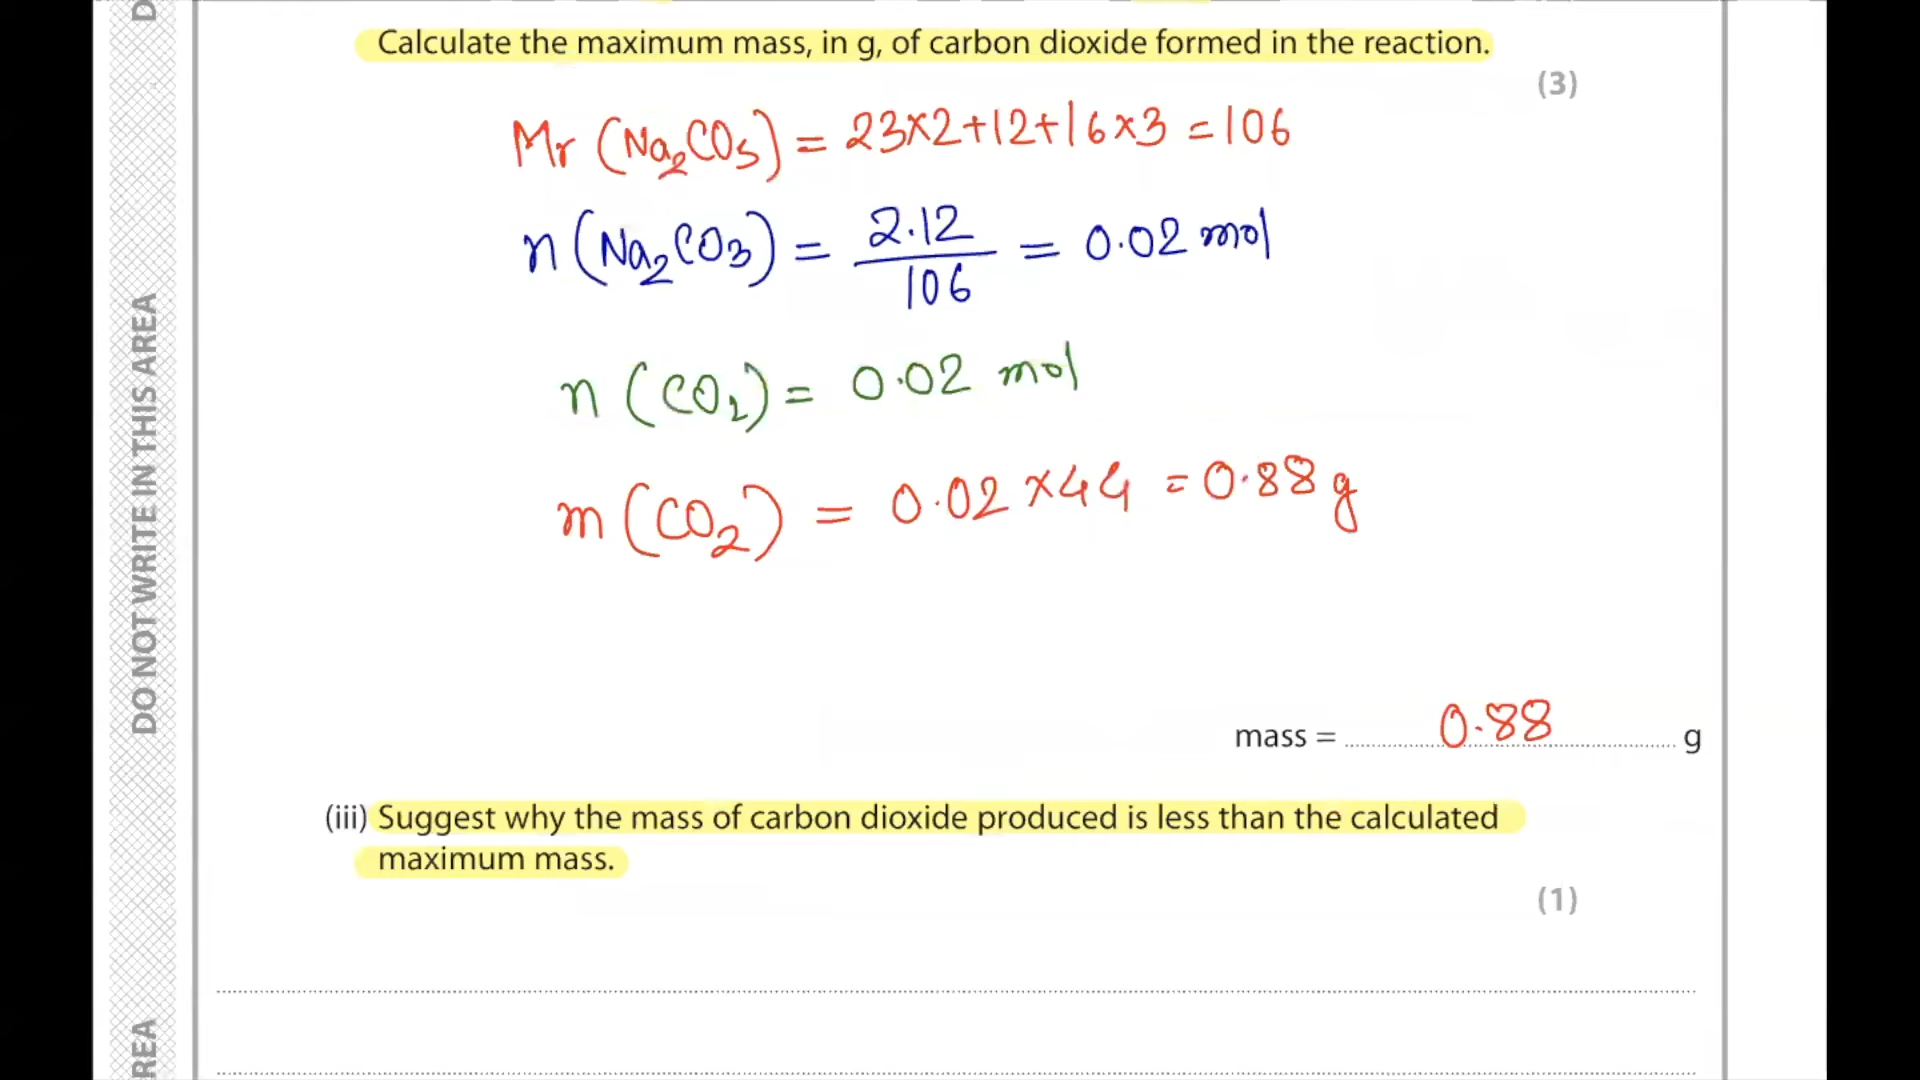 D
Calculate the maximum mass, in g, of carbon dioxide formed in the reaction.
(3)
Mr (Na₂CO₃) = 23×2+12+16×3 = 106
n (Na₂CO₃) = 2.12 / 106 = 0.02 mol
n (CO₂) = 0.02 mol
m (CO₂) = 0.02 ×44 = 0.88 g
DO NOT WRITE IN THIS AREA
mass = 0.88 g
(iii) Suggest why the mass of carbon dioxide produced is less than the calculated
maximum mass.
(1)
REA